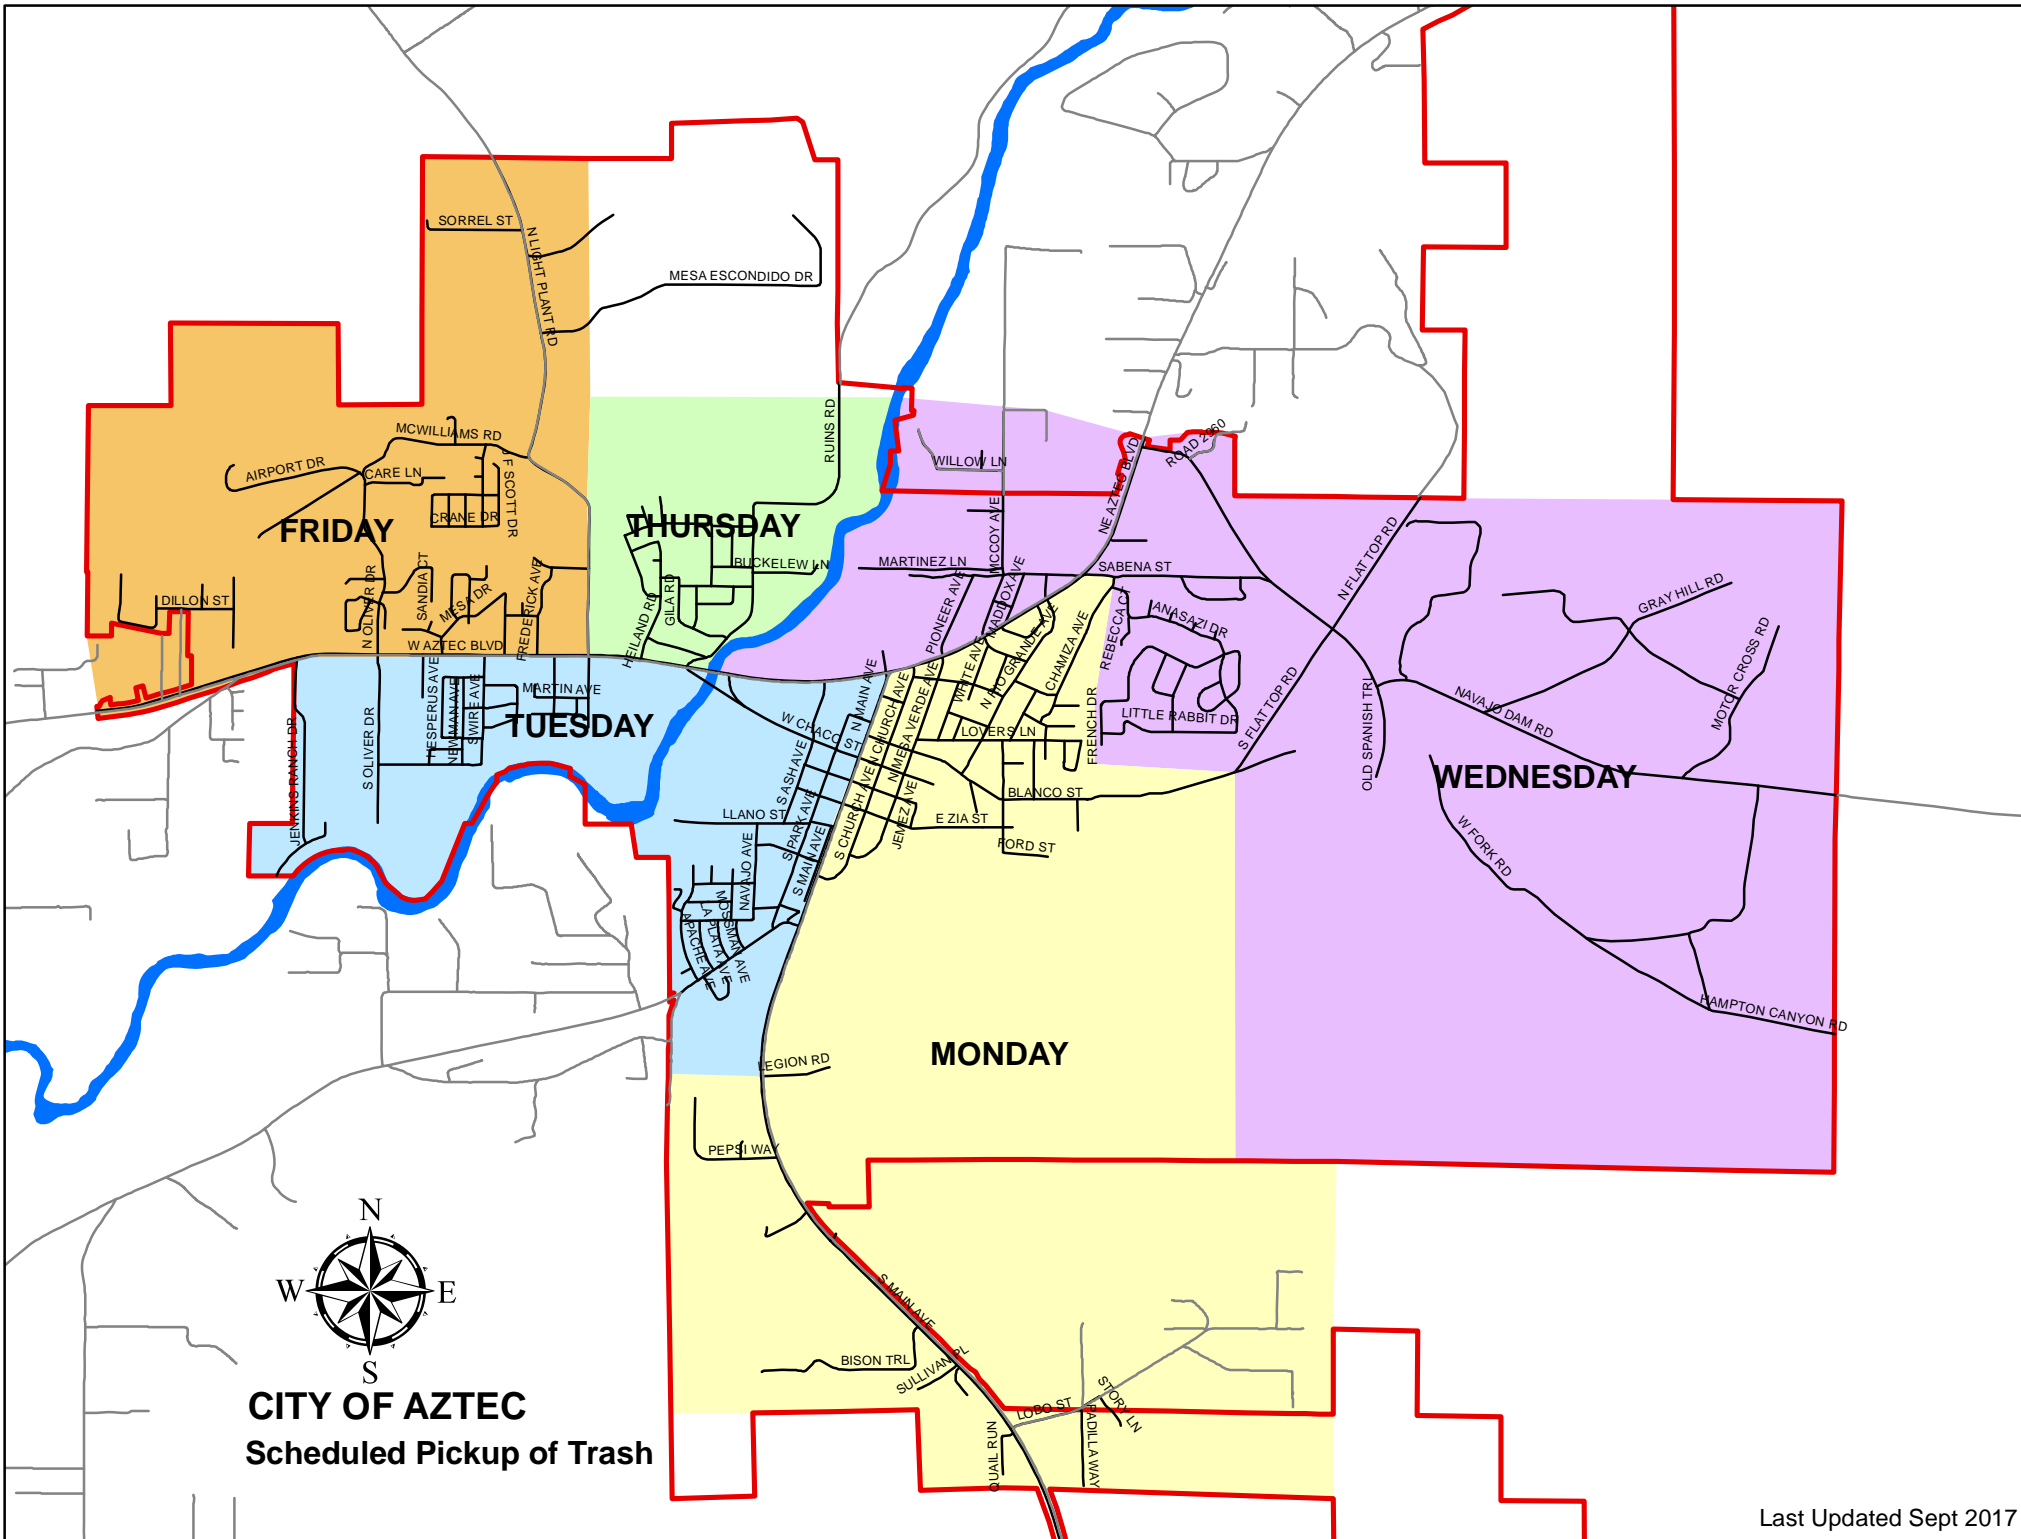 SORREL ST
N LIGHT PLANT RD
MESA ESCONDIDO DR
RUINS RD
MCWILLIAMS RD
AIRPORT DR
CARE LN
J F SCOTT DR
CRANE DR
FRIDAY
THURSDAY
WILLOW LN
ROAD 2960
NE AZTEC BLVD
MCCOY AVE
N FLAT TOP RD
BUCKELEW LN
MARTINEZ LN
SABENA ST
DILLON ST
N OLIVER DR
SANDIA CT
MESA DR
FREDERICK AVE
W AZTEC BLVD
HEILAND RD
GILA RD
PIONEER AVE
MADDOX AVE
WHITE AVE
N RIO GRANDE AVE
CHAMIZA AVE
REBECCA CT
ANASAZI DR
GRAY HILL RD
MOTOR CROSS RD
HESPERUS AVE
NEWMAN AVE
SWIRE AVE
MARTIN AVE
TUESDAY
JENKINS RANCH DR
S OLIVER DR
W CHACO ST
N MAIN AVE
N CHURCH AVE
N MESA VERDE AVE
LOVERS LN
FRENCH DR
LITTLE RABBIT DR
S FLAT TOP RD
OLD SPANISH TRL
NAVAJO DAM RD
WEDNESDAY
S ASH AVE
LLANO ST
S PARK AVE
S MAIN AVE
S CHURCH AVE
JEMEZ AVE
E ZIA ST
BLANCO ST
FORD ST
W FORK RD
NAVAJO AVE
MOSSMAN AVE
LA PLATA AVE
APACHE AVE
HAMPTON CANYON RD
MONDAY
LEGION RD
PEPSI WAY
S MAIN AVE
BISON TRL
SULLIVAN PL
LOBO ST
STORY LN
PADILLA WAY
QUAIL RUN
N
W
E
S
CITY OF AZTEC
Scheduled Pickup of Trash
Last Updated Sept 2017